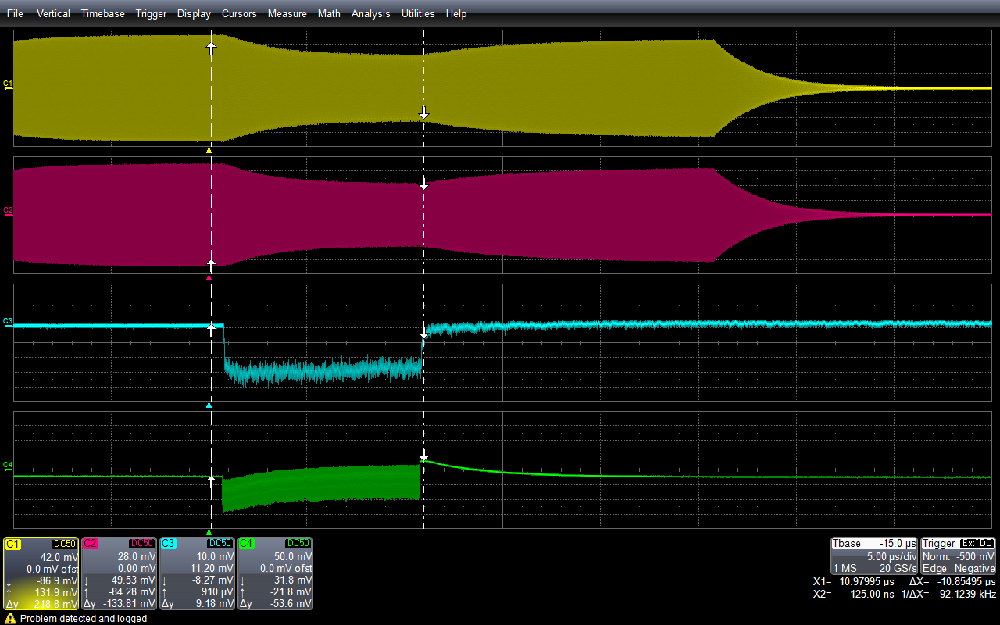 File Vertical Timebase Trigger Display Cursors Measure Math Analysis Utilities Help
C1
C2
C3
C4
C1 DC50
42.0 mV
0.0 mV ofst
↓ -86.9 mV
↑ 131.9 mV
Δy 218.8 mV
C2 DC50
28.0 mV
0.00 mV
↓ 49.53 mV
↑ -84.28 mV
Δy -133.81 mV
C3 DC50
10.0 mV
11.20 mV
↓ -8.27 mV
↑ 910 µV
Δy 9.18 mV
C4 DC50
50.0 mV
0.0 mV ofst
↓ 31.8 mV
↑ -21.8 mV
Δy -53.6 mV
Tbase -15.0 µs
5.00 µs/div
1 MS 20 GS/s
Trigger Ext DC
Norm. -500 mV
Edge Negative
X1= 10.97995 µs ΔX= -10.85495 µs
X2= 125.00 ns 1/ΔX= -92.1239 kHz
Problem detected and logged